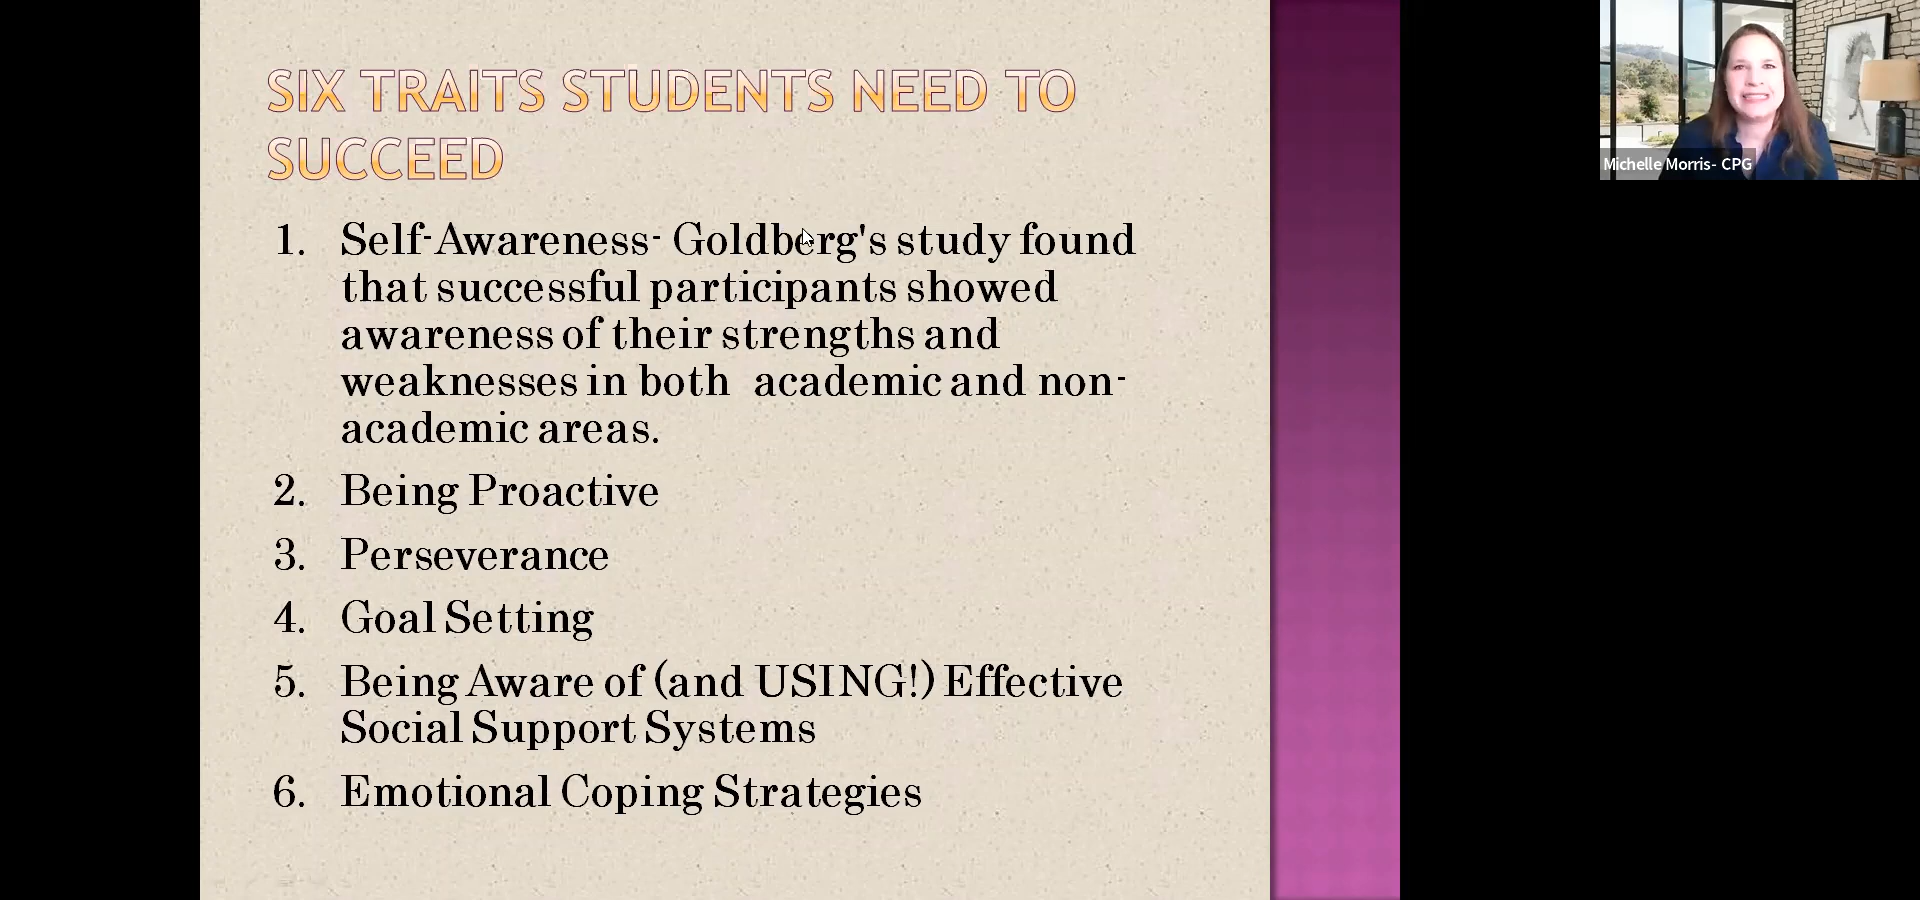 SIX TRAITS STUDENTS NEED TO
SUCCEED
1. Self-Awareness- Goldberg's study found
that successful participants showed
awareness of their strengths and
weaknesses in both academic and non-
academic areas.
2. Being Proactive
3. Perseverance
4. Goal Setting
5. Being Aware of (and USING!) Effective
Social Support Systems
6. Emotional Coping Strategies
Michelle Morris- CPG